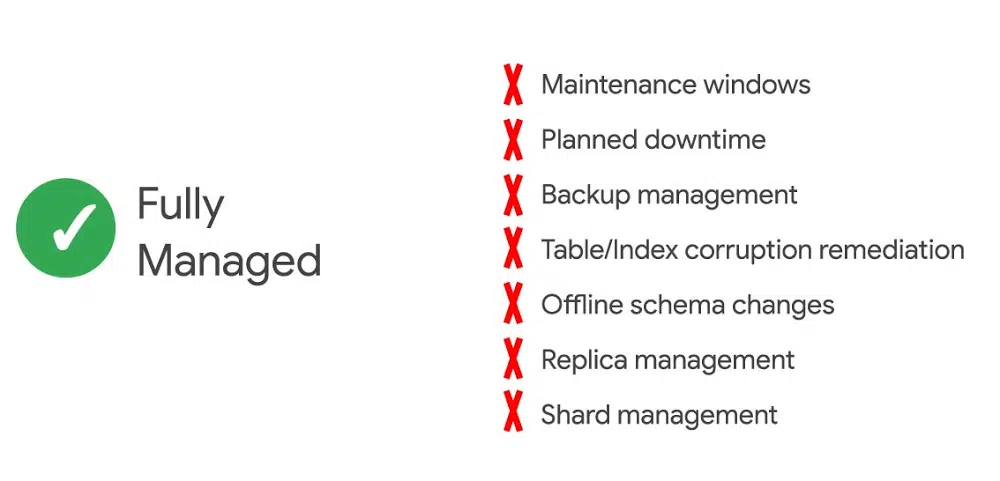 Fully
Managed
Maintenance windows
Planned downtime
Backup management
Table/Index corruption remediation
Offline schema changes
Replica management
Shard management